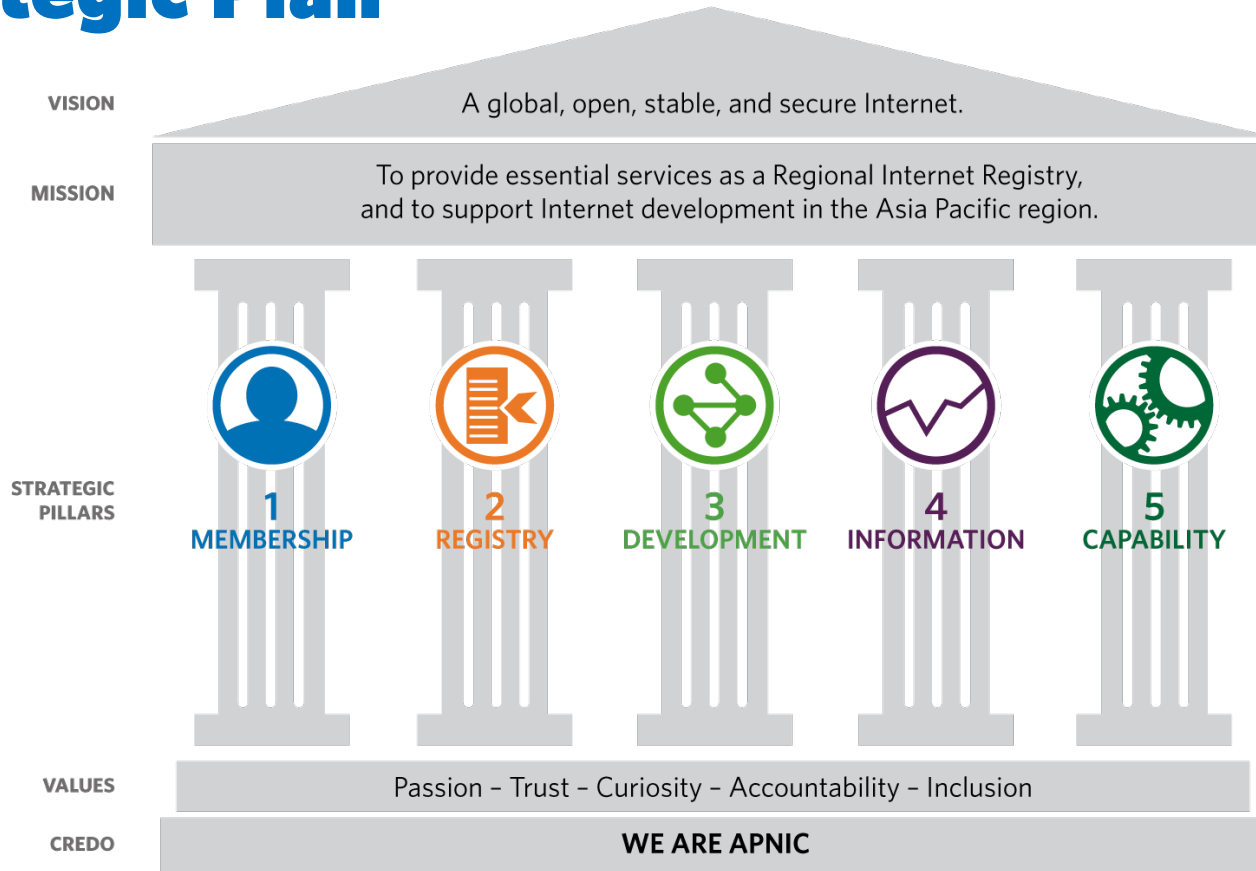 tegic Plan
VISION
A global, open, stable, and secure Internet.
MISSION
To provide essential services as a Regional Internet Registry,
and to support Internet development in the Asia Pacific region.
STRATEGIC
PILLARS
1
MEMBERSHIP
2
REGISTRY
3
DEVELOPMENT
4
INFORMATION
5
CAPABILITY
VALUES
Passion – Trust – Curiosity – Accountability – Inclusion
CREDO
WE ARE APNIC